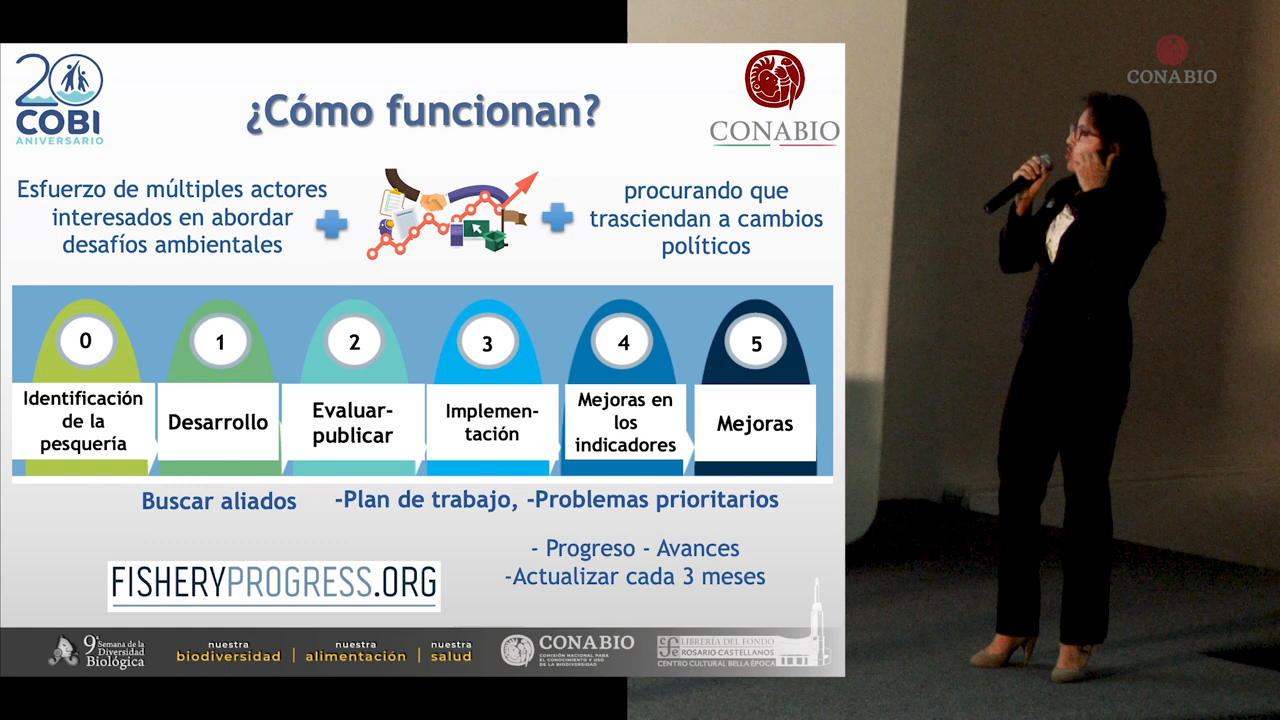 20
COBI
ANIVERSARIO
¿Cómo funcionan?
CONABIO
CONABIO
Esfuerzo de múltiples actores
interesados en abordar
desafíos ambientales
procurando que
trasciendan a cambios
políticos
0
1
2
3
4
5
Identificación
de la
pesquería
Desarrollo
Evaluar-
publicar
Implemen-
tación
Mejoras en
los
indicadores
Mejoras
Buscar aliados
-Plan de trabajo, -Problemas prioritarios
- Progreso - Avances
-Actualizar cada 3 meses
FISHERYPROGRESS.ORG
9ª Semana de la
Diversidad
Biológica
nuestra
biodiversidad
nuestra
alimentación
nuestra
salud
CONABIO
COMISIÓN NACIONAL PARA
EL CONOCIMIENTO Y USO
DE LA BIODIVERSIDAD
LIBRERÍA DEL FONDO
ROSARIO CASTELLANOS
CENTRO CULTURAL BELLA ÉPOCA